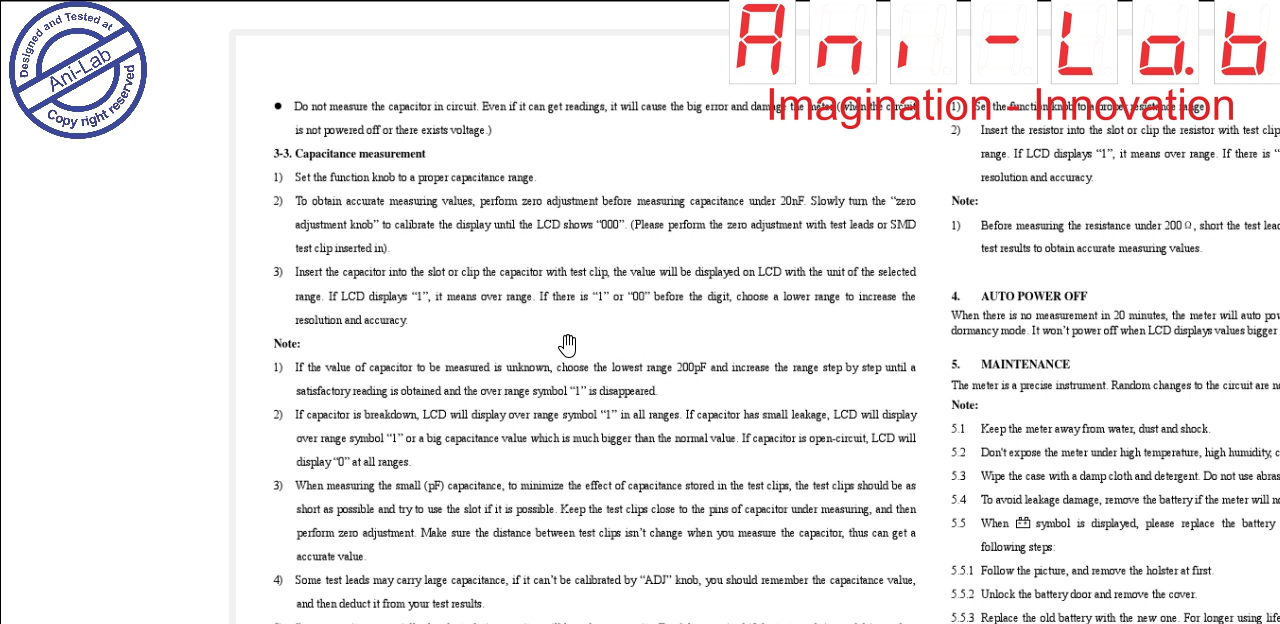 Designed and Tested at
Ani-Lab
Copy right reserved
Ani-Lab
Imagination - Innovation
● Do not measure the capacitor in circuit. Even if it can get readings, it will cause the big error and damage the meter.(when the circuit
is not powered off or there exists voltage.)
3-3. Capacitance measurement
1) Set the function knob to a proper capacitance range.
2) To obtain accurate measuring values, perform zero adjustment before measuring capacitance under 20nF. Slowly turn the “zero
adjustment knob” to calibrate the display until the LCD shows “000”. (Please perform the zero adjustment with test leads or SMD
test clip inserted in).
3) Insert the capacitor into the slot or clip the capacitor with test clip, the value will be displayed on LCD with the unit of the selected
range. If LCD displays “1”, it means over range. If there is “1” or “00” before the digit, choose a lower range to increase the
resolution and accuracy.
Note:
1) If the value of capacitor to be measured is unknown, choose the lowest range 200pF and increase the range step by step until a
satisfactory reading is obtained and the over range symbol “1” is disappeared.
2) If capacitor is breakdown, LCD will display over range symbol “1” in all ranges. If capacitor has small leakage, LCD will display
over range symbol “1” or a big capacitance value which is much bigger than the normal value. If capacitor is open-circuit, LCD will
display “0” at all ranges.
3) When measuring the small (pF) capacitance, to minimize the effect of capacitance stored in the test clips, the test clips should be as
short as possible and try to use the slot if it is possible. Keep the test clips close to the pins of capacitor under measuring, and then
perform zero adjustment. Make sure the distance between test clips isn’t change when you measure the capacitor, thus can get a
accurate value.
4) Some test leads may carry large capacitance, if it can’t be calibrated by “ADJ” knob, you should remember the capacitance value,
and then deduct it from your test results.
1) Set the function knob to a proper resistance range
2) Insert the resistor into the slot or clip the resistor with test clip
range. If LCD displays “1”, it means over range. If there is “
resolution and accuracy.
Note:
1) Before measuring the resistance under 200 Ω, short the test lea
test results to obtain accurate measuring values.
4. AUTO POWER OFF
When there is no measurement in 20 minutes, the meter will auto pow
dormancy mode. It won’t power off when LCD displays values bigger
5. MAINTENANCE
The meter is a precise instrument. Random changes to the circuit are n
Note:
5.1 Keep the meter away from water, dust and shock.
5.2 Don't expose the meter under high temperature, high humidity, c
5.3 Wipe the case with a damp cloth and detergent. Do not use abras
5.4 To avoid leakage damage, remove the battery if the meter will n
5.5 When symbol is displayed, please replace the battery
following steps:
5.5.1 Follow the picture, and remove the holster at first.
5.5.2 Unlock the battery door and remove the cover.
5.5.3 Replace the old battery with the new one. For longer using life